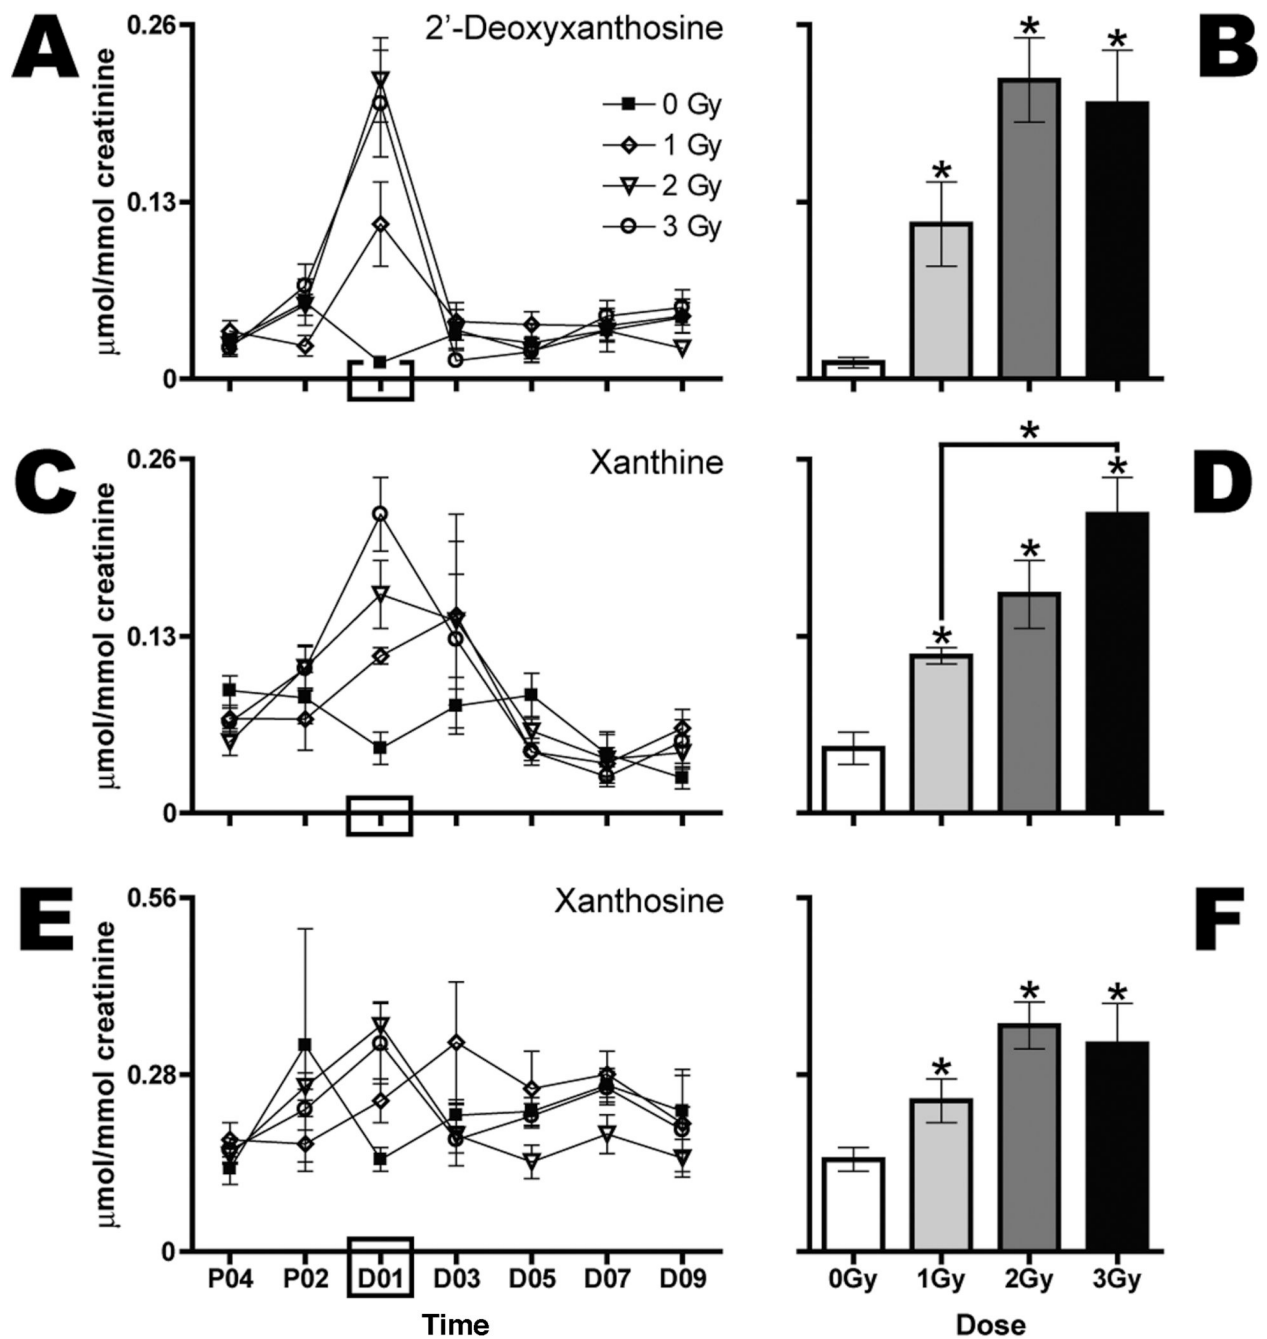 A
B
2’-Deoxyxanthosine
µmol/mmol creatinine
0.26
0.13
0
0 Gy
1 Gy
2 Gy
3 Gy
*
*
*
C
D
Xanthine
µmol/mmol creatinine
0.26
0.13
0
*
*
*
*
E
F
Xanthosine
µmol/mmol creatinine
0.56
0.28
0
*
*
*
P04 P02 D01 D03 D05 D07 D09
Time
0Gy 1Gy 2Gy 3Gy
Dose